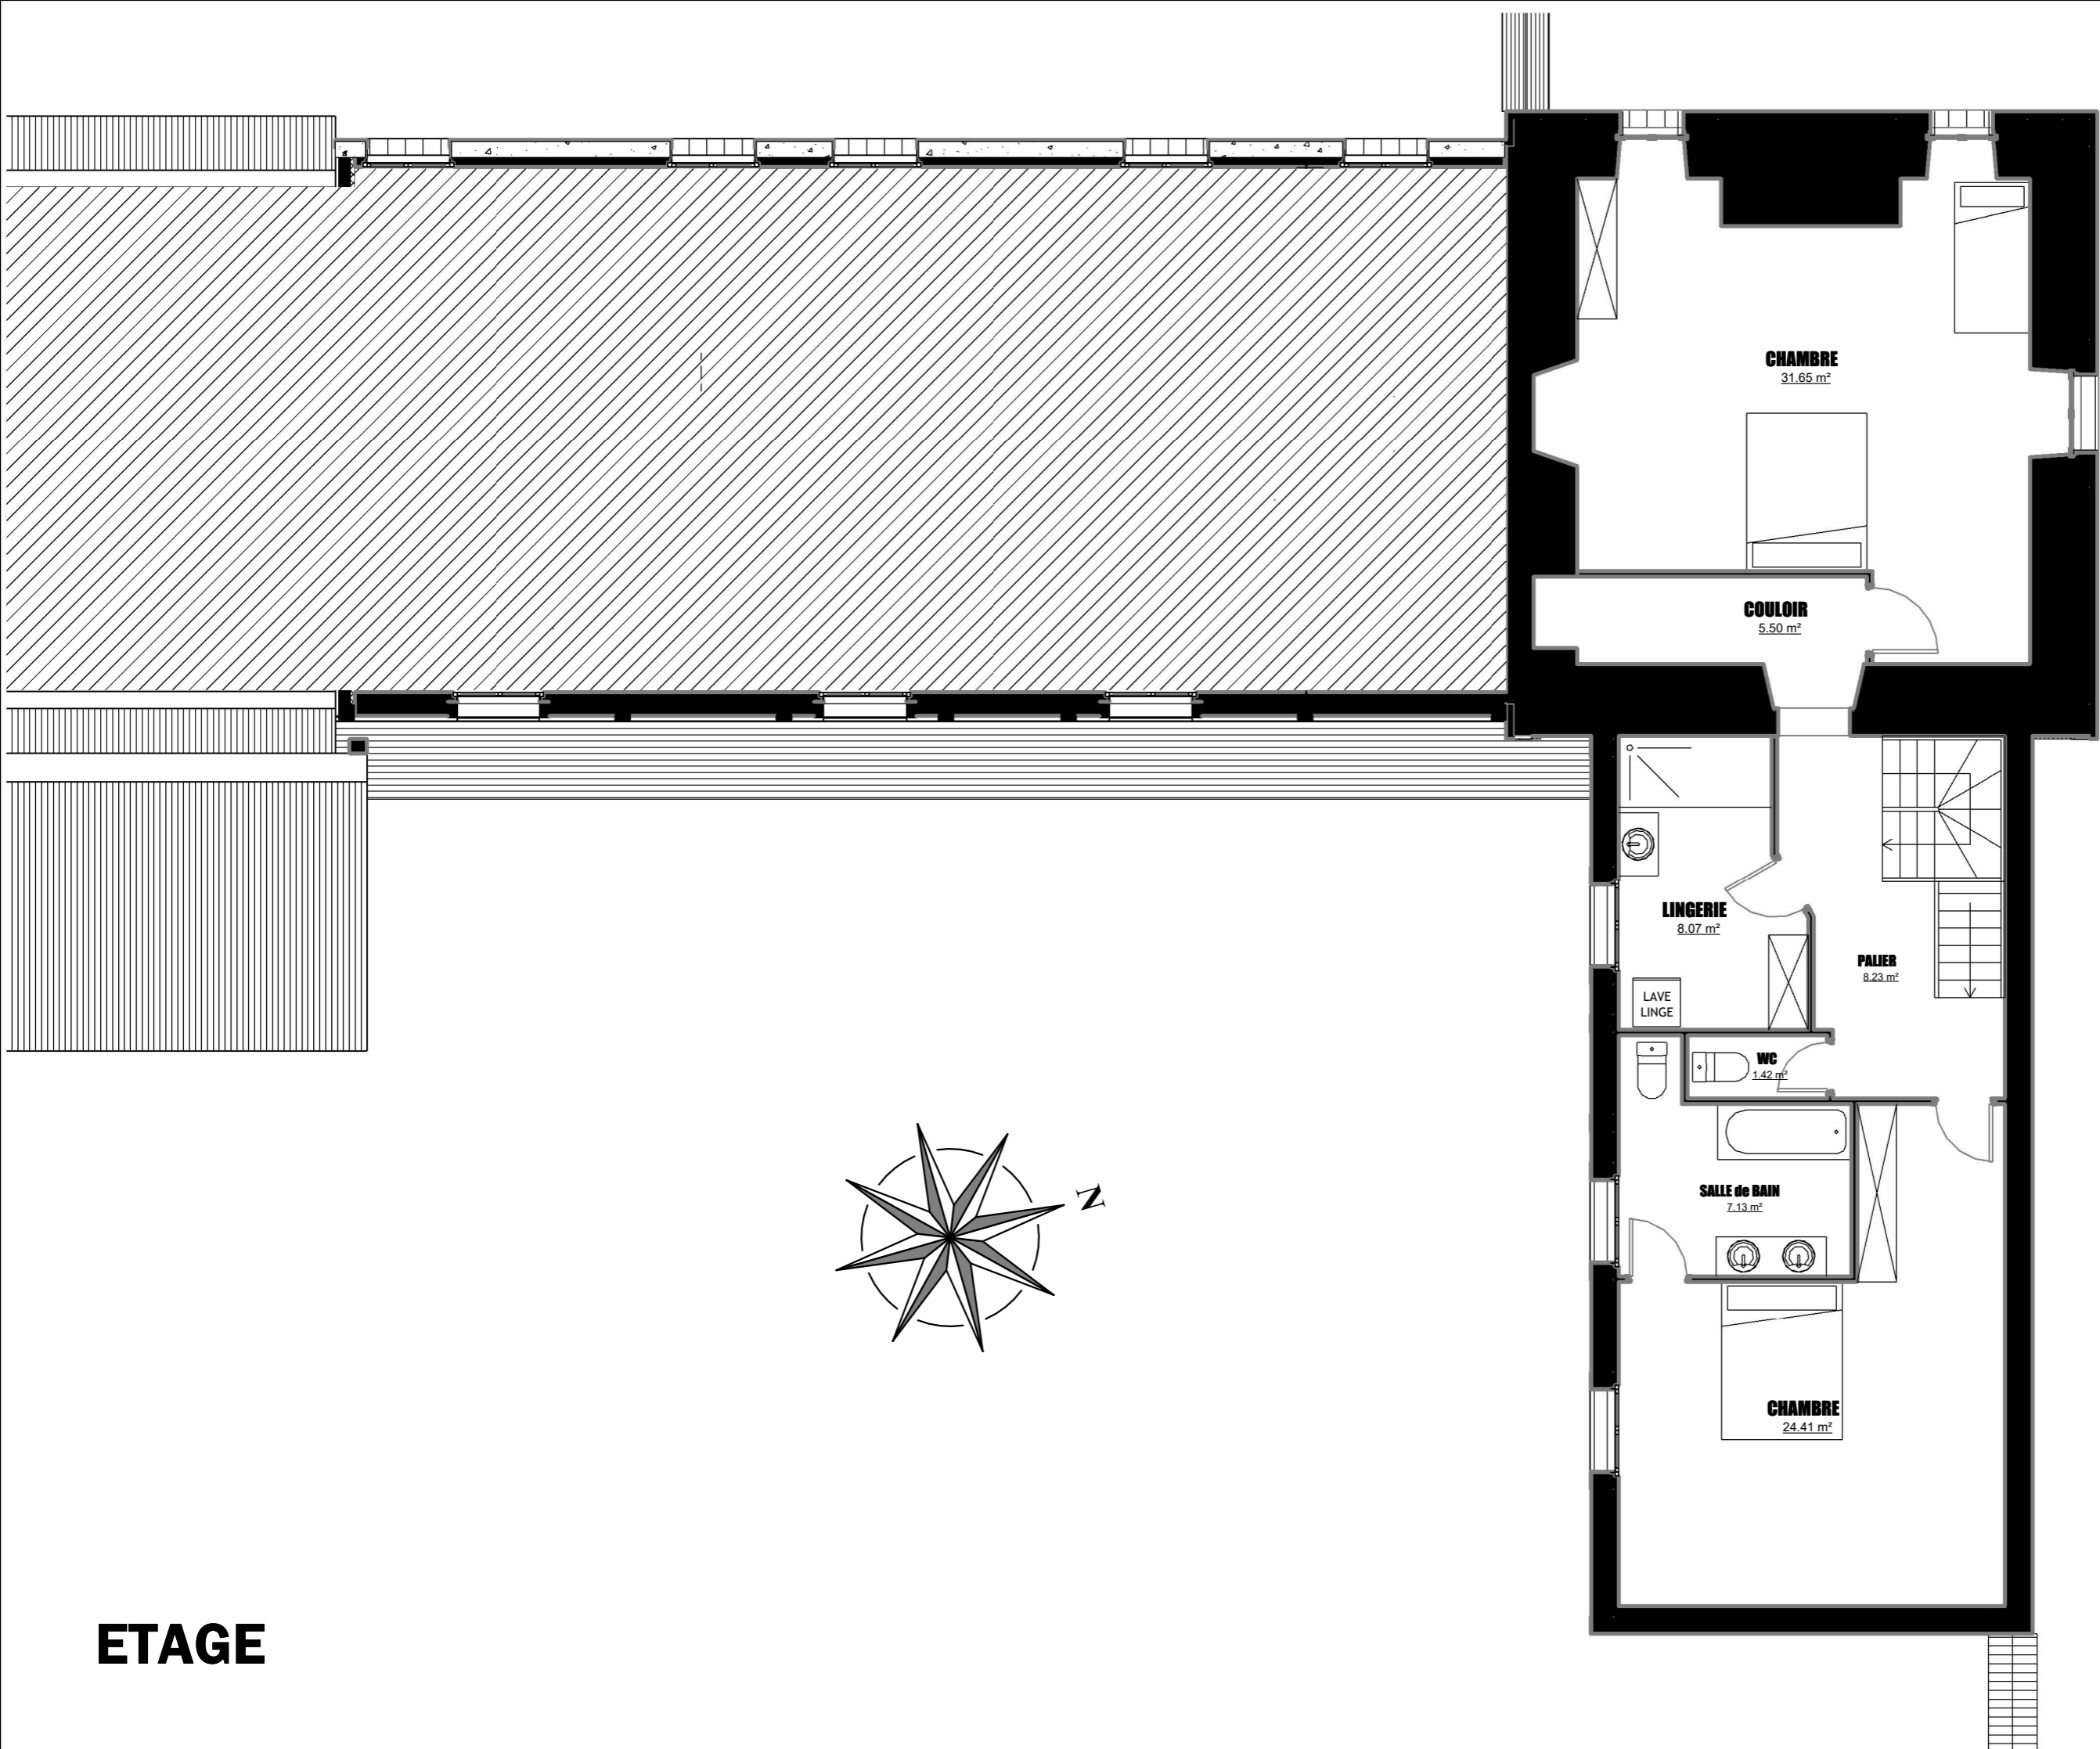 CHAMBRE
31.65 m²
COULOIR
5.50 m²
LINGERIE
8.07 m²
PALIER
8.23 m²
LAVE
LINGE
WC
1.42 m²
SALLE de BAIN
7.13 m²
N
CHAMBRE
24.41 m²
ETAGE